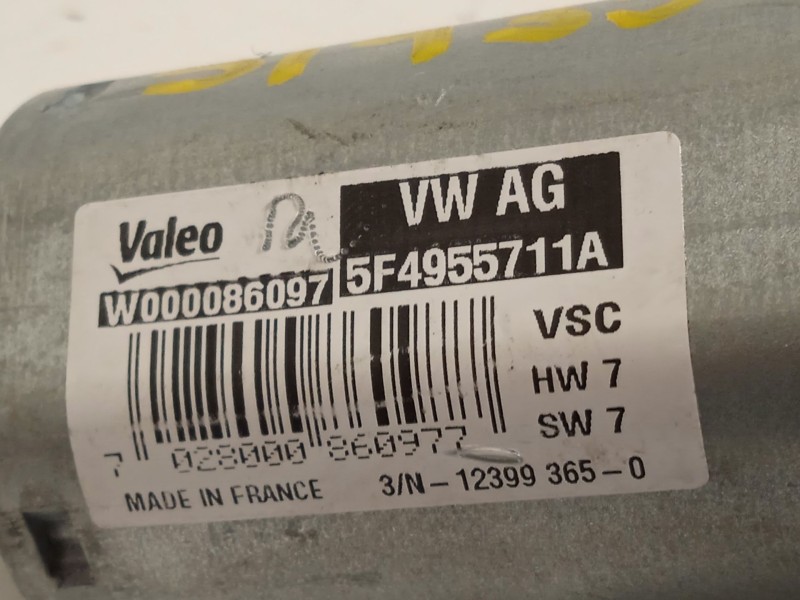 Valeo
VW AG
W000086097
5F4955711A
VSC
HW 7
SW 7
7 028000 860977
MADE IN FRANCE
3/N-12399 365-0